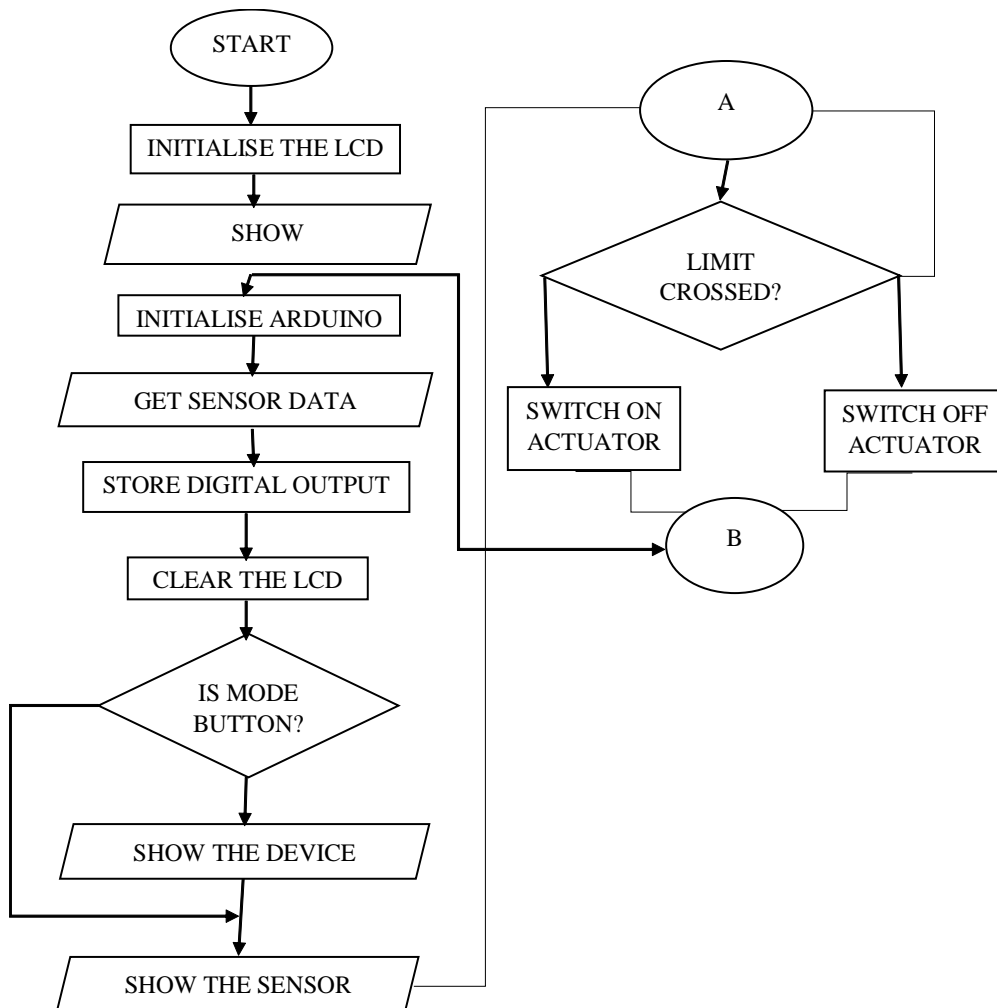 START
INITIALISE THE LCD
SHOW
INITIALISE ARDUINO
GET SENSOR DATA
STORE DIGITAL OUTPUT
CLEAR THE LCD
IS MODE
BUTTON?
SHOW THE DEVICE
SHOW THE SENSOR
A
LIMIT
CROSSED?
SWITCH ON
ACTUATOR
SWITCH OFF
ACTUATOR
B